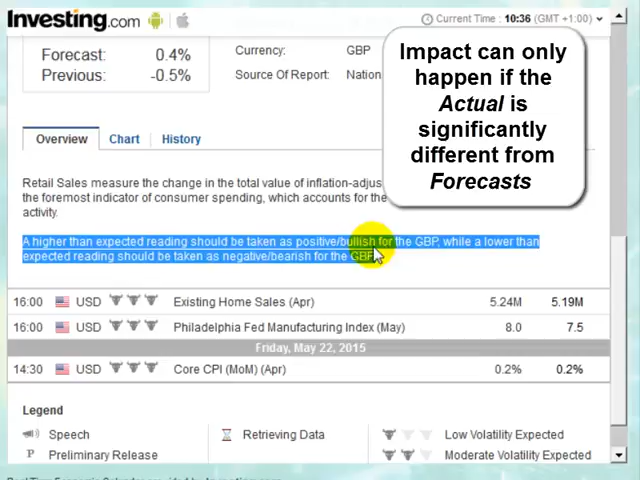 Investing.com
Current Time : 10:36 (GMT +1:00)
Forecast: 0.4%
Previous: -0.5%
Currency: GBP
Source Of Report: Nation
Impact can only
happen if the
Actual is
significantly
different from
Forecasts
Overview Chart History
Retail Sales measure the change in the total value of inflation-adjus
the foremost indicator of consumer spending, which accounts for the
activity.
A higher than expected reading should be taken as positive/bullish for the GBP, while a lower than
expected reading should be taken as negative/bearish for the GBP.
16:00 USD Existing Home Sales (Apr) 5.24M 5.19M
16:00 USD Philadelphia Fed Manufacturing Index (May) 8.0 7.5
Friday, May 22, 2015
14:30 USD Core CPI (MoM) (Apr) 0.2% 0.2%
Legend
Speech Retrieving Data Low Volatility Expected
P Preliminary Release Moderate Volatility Expected